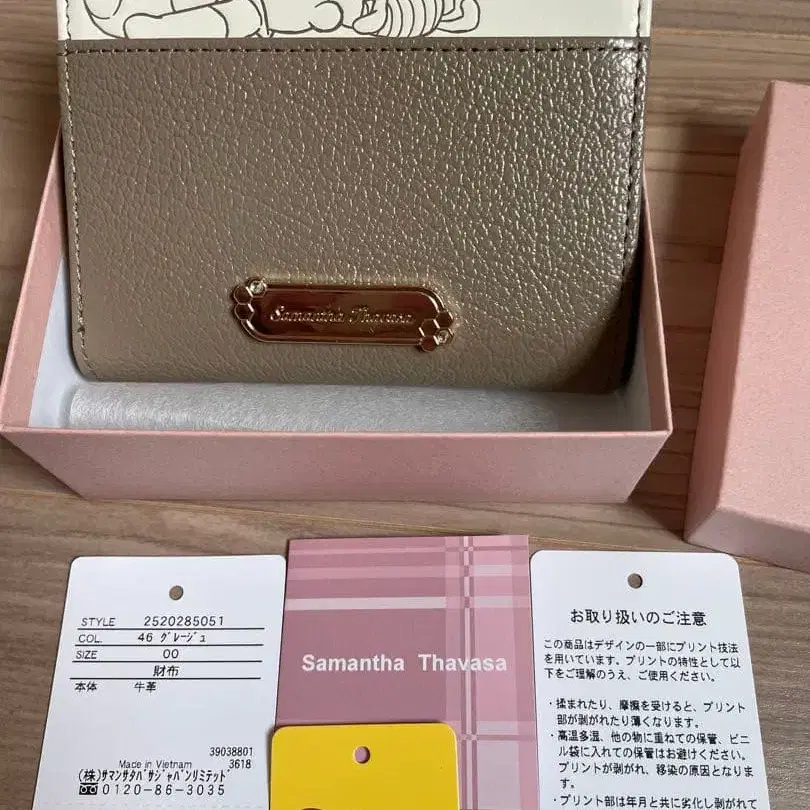 Samantha Thavasa
STYLE 2520285051
COL. 46 グレージュ
SIZE 00
財布
本体 牛革
39038801
Made in Vietnam 3618
(株)サマンサタバサジャパンリミテッド
0120-86-3035
Samantha Thavasa
お取り扱いのご注意
この商品はデザインの一部にプリント技法
を用いています。プリントの特性として以
下をご理解のうえ、ご使用ください。
・揉まれたり、摩擦を受けると、プリント
部が剥がれたり薄くなります。
・高温多湿、他の物に重ねての保管、ビニ
ル袋に入れての保管はお避けください。
プリントが剥がれ、移染の原因となりま
す。
・プリント部は年月と共に劣化し剥がれて